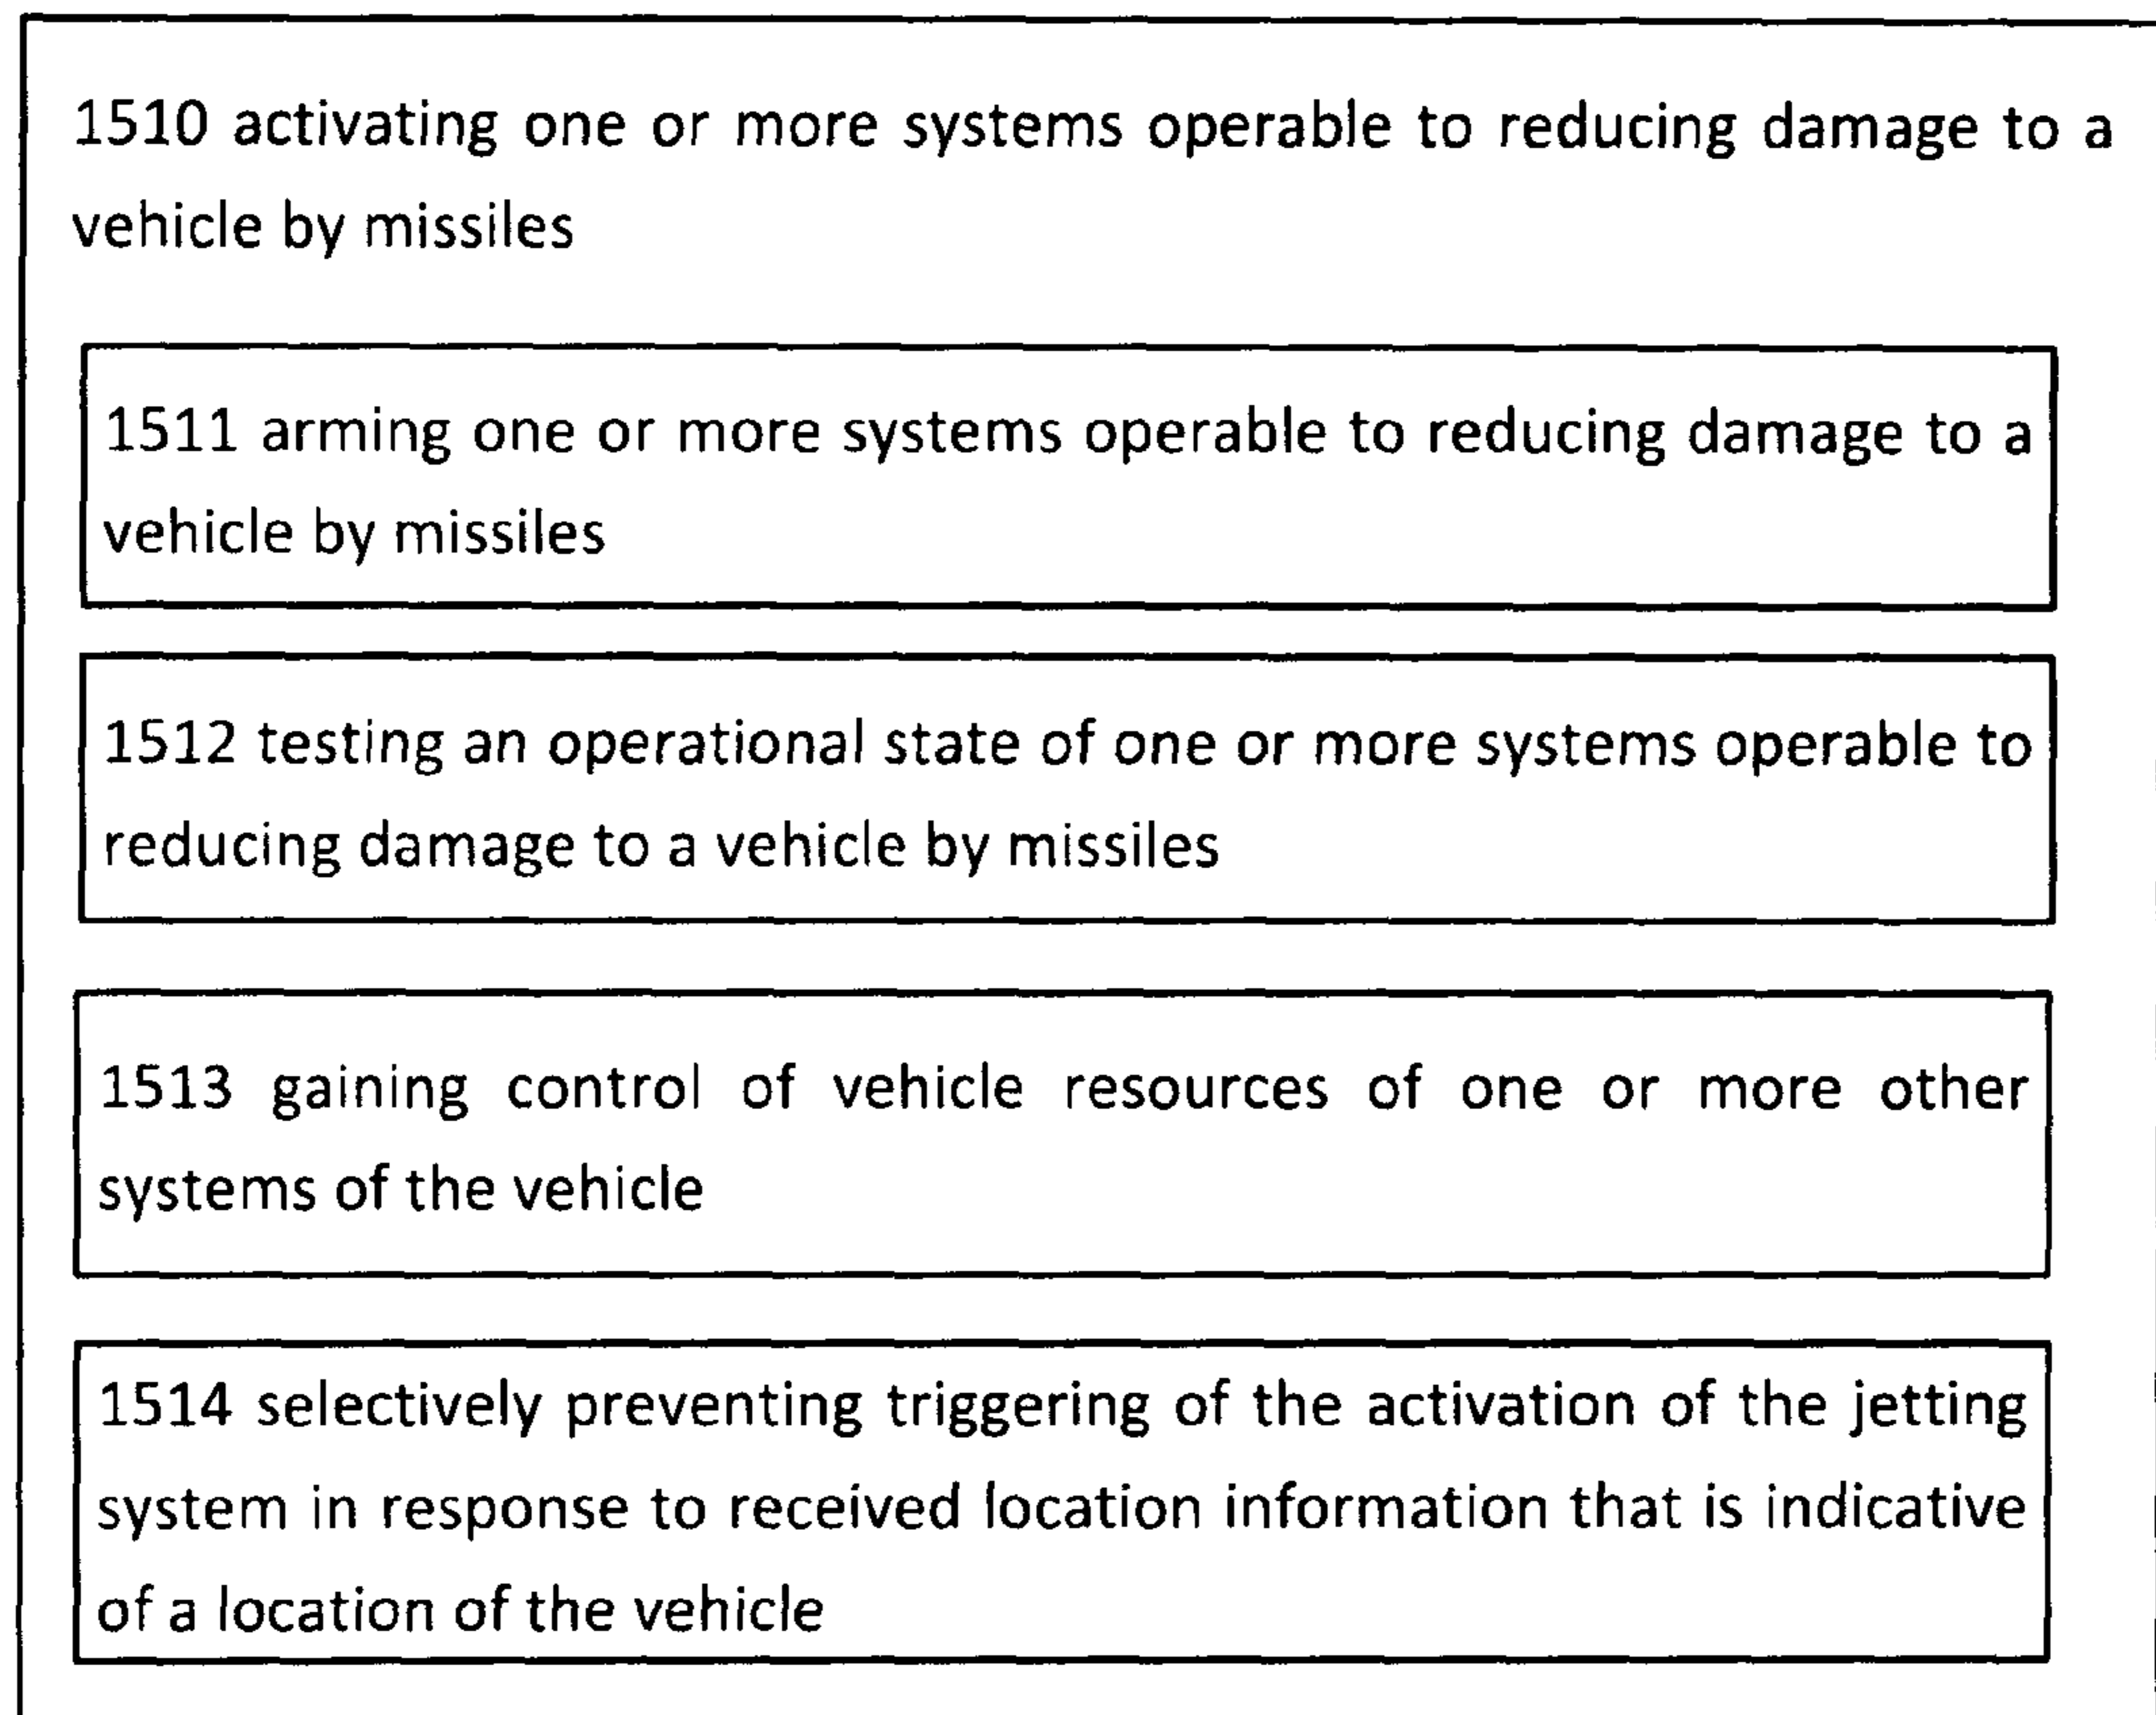 1510 activating one or more systems operable to reducing damage to a
vehicle by missiles
1511 arming one or more systems operable to reducing damage to a
vehicle by missiles
1512 testing an operational state of one or more systems operable to
reducing damage to a vehicle by missiles
1513 gaining control of vehicle resources of one or more other
systems of the vehicle
1514 selectively preventing triggering of the activation of the jetting
system in response to received location information that is indicative
of a location of the vehicle